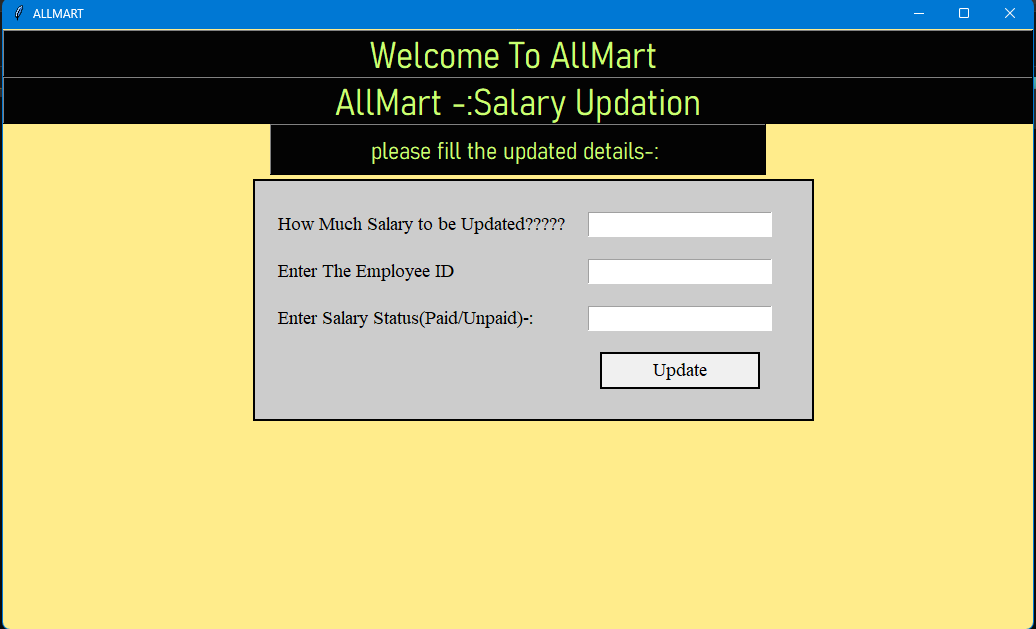 ALLMART
Welcome To AllMart
AllMart -:Salary Updation
please fill the updated details-:
How Much Salary to be Updated?????
Enter The Employee ID
Enter Salary Status(Paid/Unpaid)-:
Update